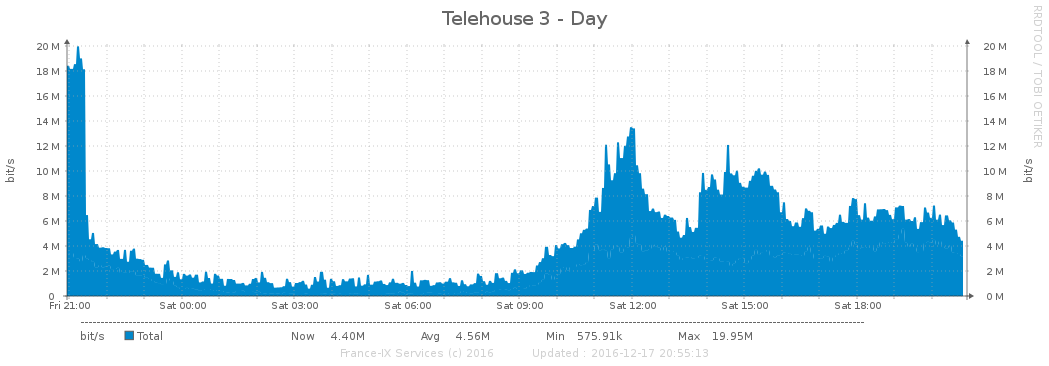 Telehouse 3 - Day
RRDTOOL / TOBI OETIKER
bit/s
bit/s
20 M 20 M
18 M 18 M
16 M 16 M
14 M 14 M
12 M 12 M
10 M 10 M
8 M 8 M
6 M 6 M
4 M 4 M
2 M 2 M
0 0 M
Fri 21:00 Sat 00:00 Sat 03:00 Sat 06:00 Sat 09:00 Sat 12:00 Sat 15:00 Sat 18:00
bit/s Total Now 4.40M Avg 4.56M Min 575.91k Max 19.95M
France-IX Services (c) 2016 Updated : 2016-12-17 20:55:13